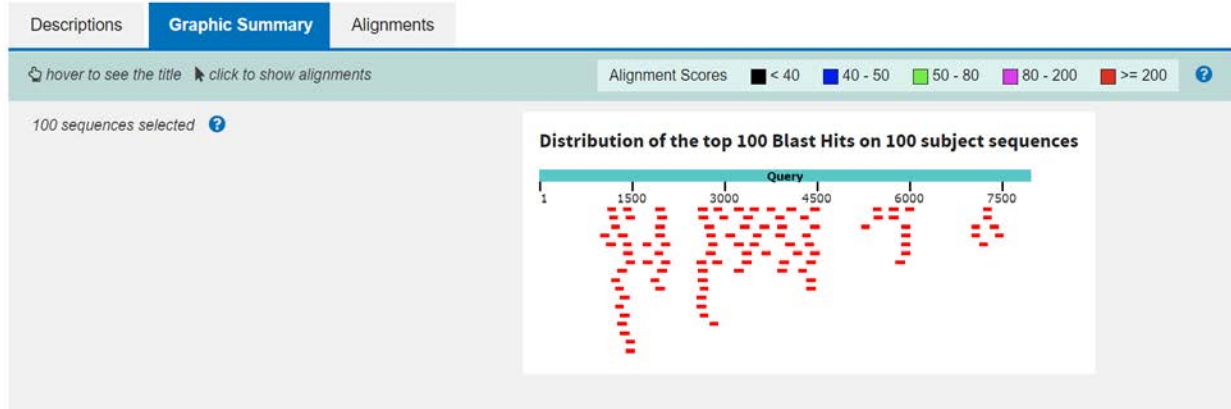 Descriptions Graphic Summary Alignments
hover to see the title click to show alignments Alignment Scores < 40 40 - 50 50 - 80 80 - 200 >= 200 ?
100 sequences selected ?
Distribution of the top 100 Blast Hits on 100 subject sequences
Query
1 1500 3000 4500 6000 7500